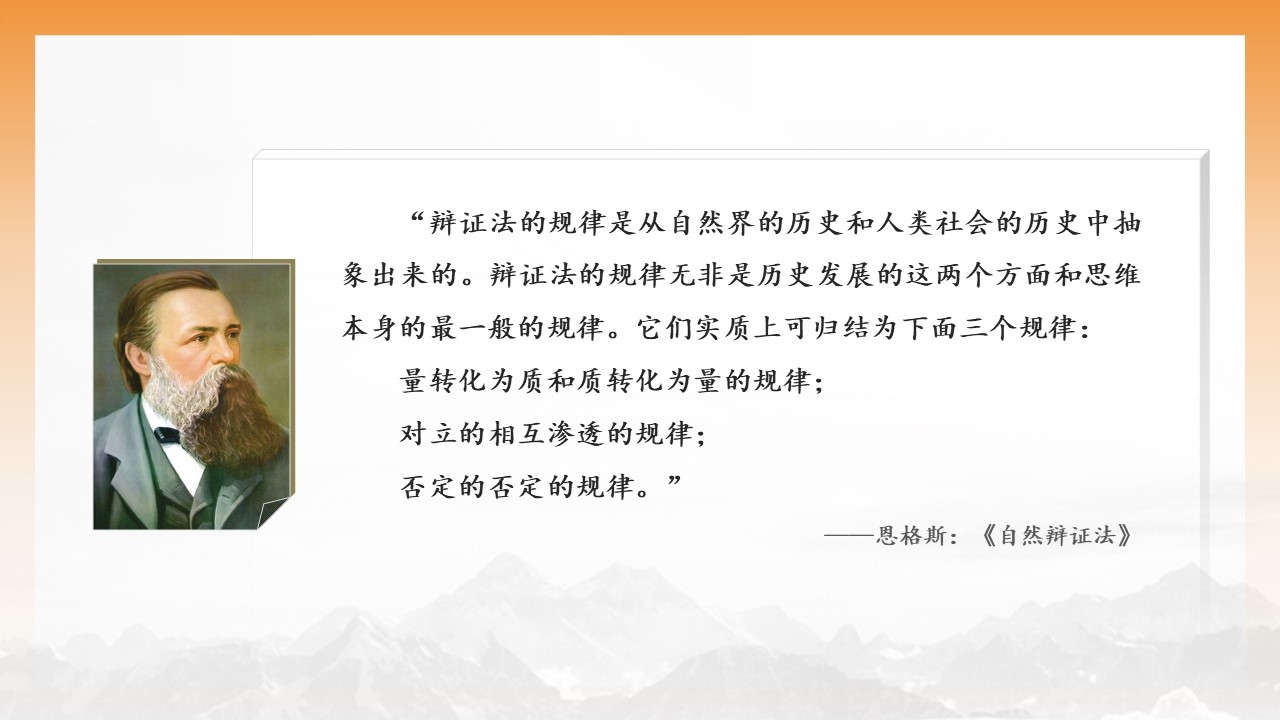 “辩证法的规律是从自然界的历史和人类社会的历史中抽
象出来的。辩证法的规律无非是历史发展的这两个方面和思维
本身的最一般的规律。它们实质上可归结为下面三个规律：
量转化为质和质转化为量的规律；
对立的相互渗透的规律；
否定的否定的规律。”
——恩格斯：《自然辩证法》